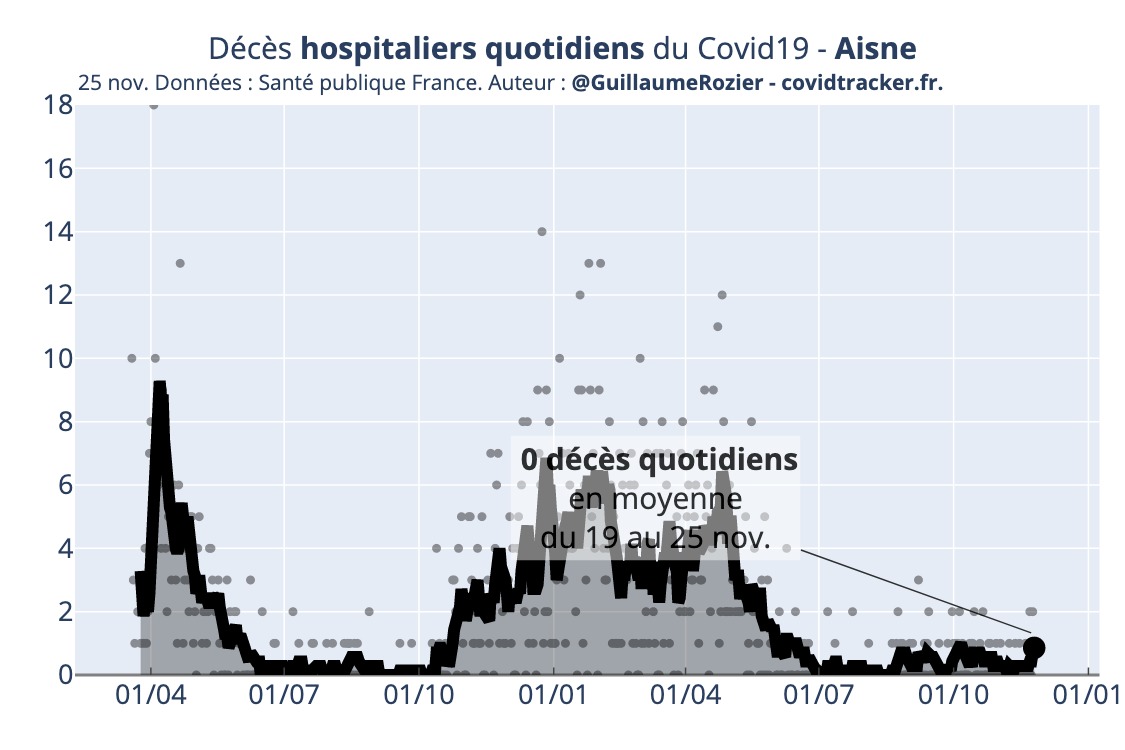 Décès hospitaliers quotidiens du Covid19 - Aisne
25 nov. Données : Santé publique France. Auteur : @GuillaumeRozier - covidtracker.fr.
18
16
14
12
10
8
6
4
2
0
0 décès quotidiens
en moyenne
du 19 au 25 nov.
01/04 01/07 01/10 01/01 01/04 01/07 01/10 01/01